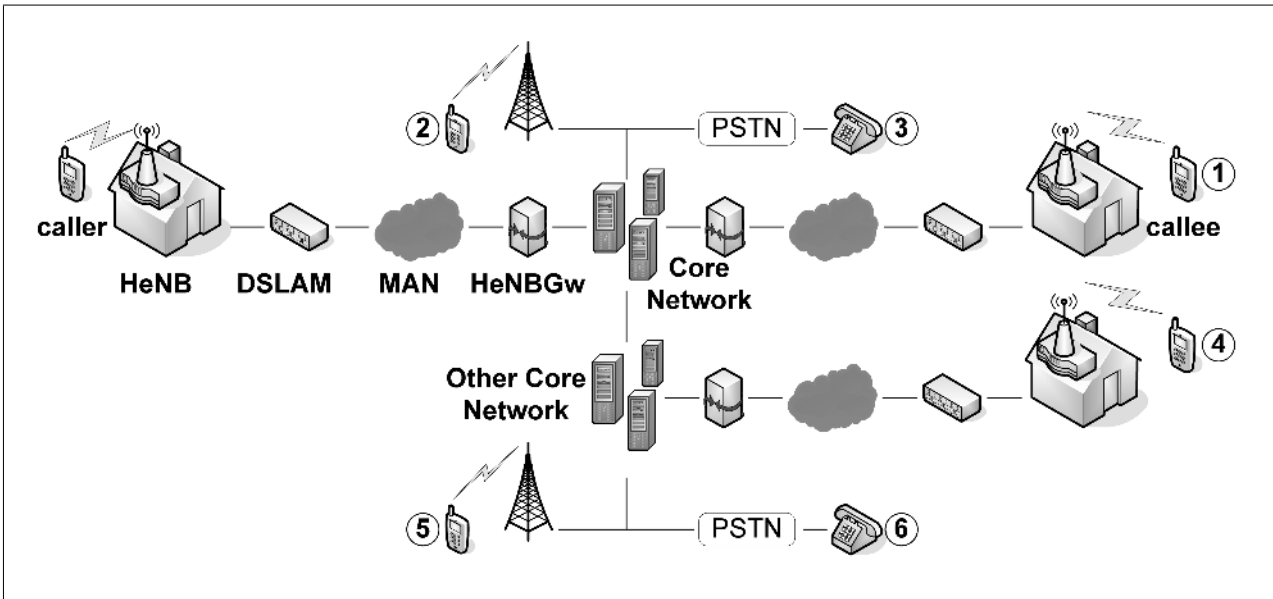 2
PSTN
3
1
caller
callee
HeNB
DSLAM
MAN
HeNBGw
Core
Network
4
Other Core
Network
5
PSTN
6